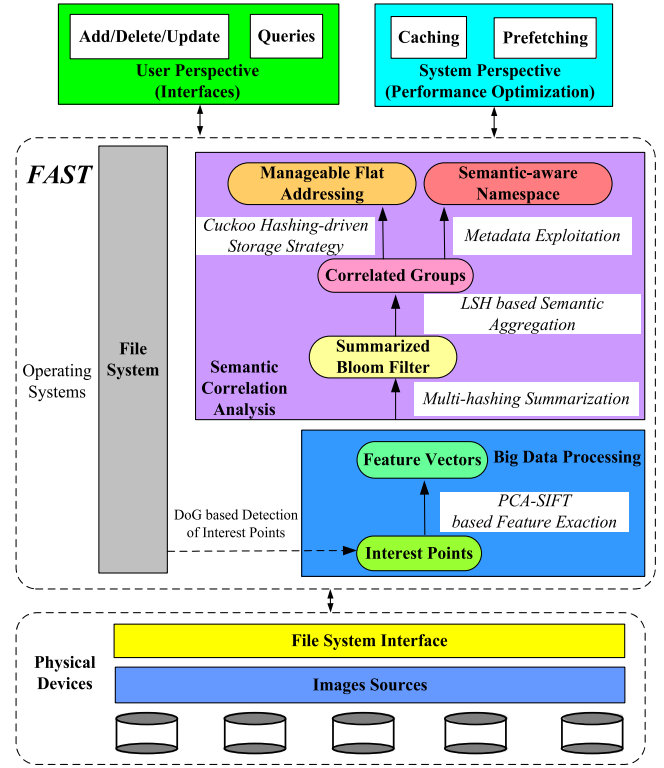 Add/Delete/Update
Queries
User Perspective
(Interfaces)
Caching
Prefetching
System Perspective
(Performance Optimization)
FAST
Operating
Systems
File
System
Manageable Flat
Addressing
Semantic-aware
Namespace
Cuckoo Hashing-driven
Storage Strategy
Metadata Exploitation
Correlated Groups
LSH based Semantic
Aggregation
Summarized
Bloom Filter
Semantic
Correlation
Analysis
Multi-hashing Summarization
Feature Vectors
Big Data Processing
PCA-SIFT
based Feature Exaction
DoG based Detection
of Interest Points
Interest Points
Physical
Devices
File System Interface
Images Sources